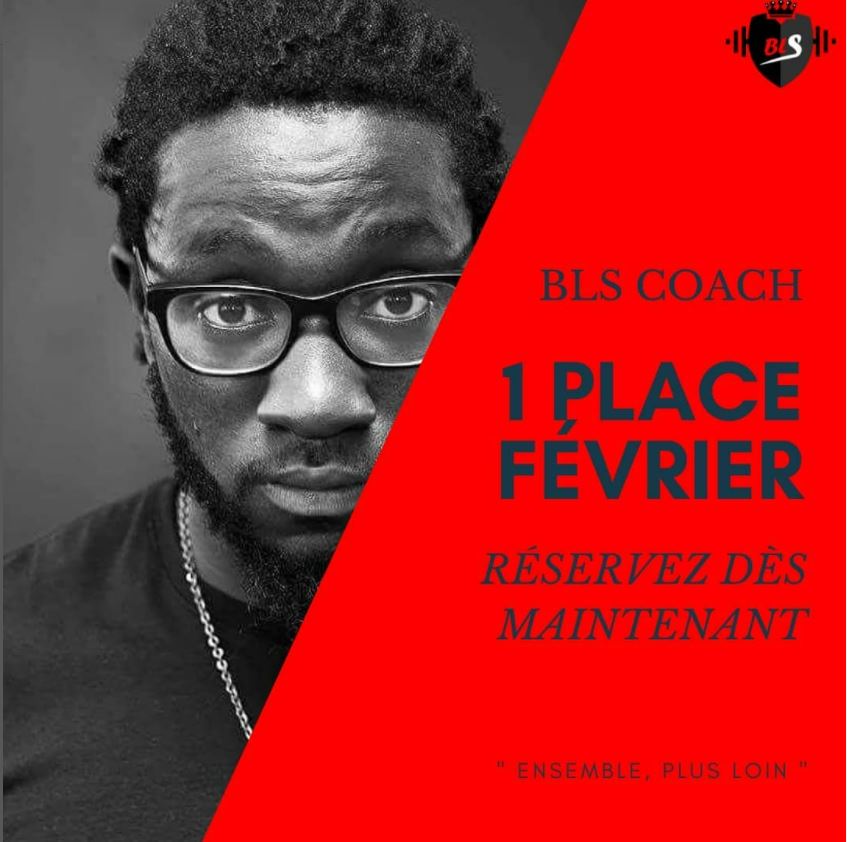 BLS
BLS COACH
1 PLACE
FÉVRIER
RÉSERVEZ DÈS
MAINTENANT
" ENSEMBLE, PLUS LOIN "